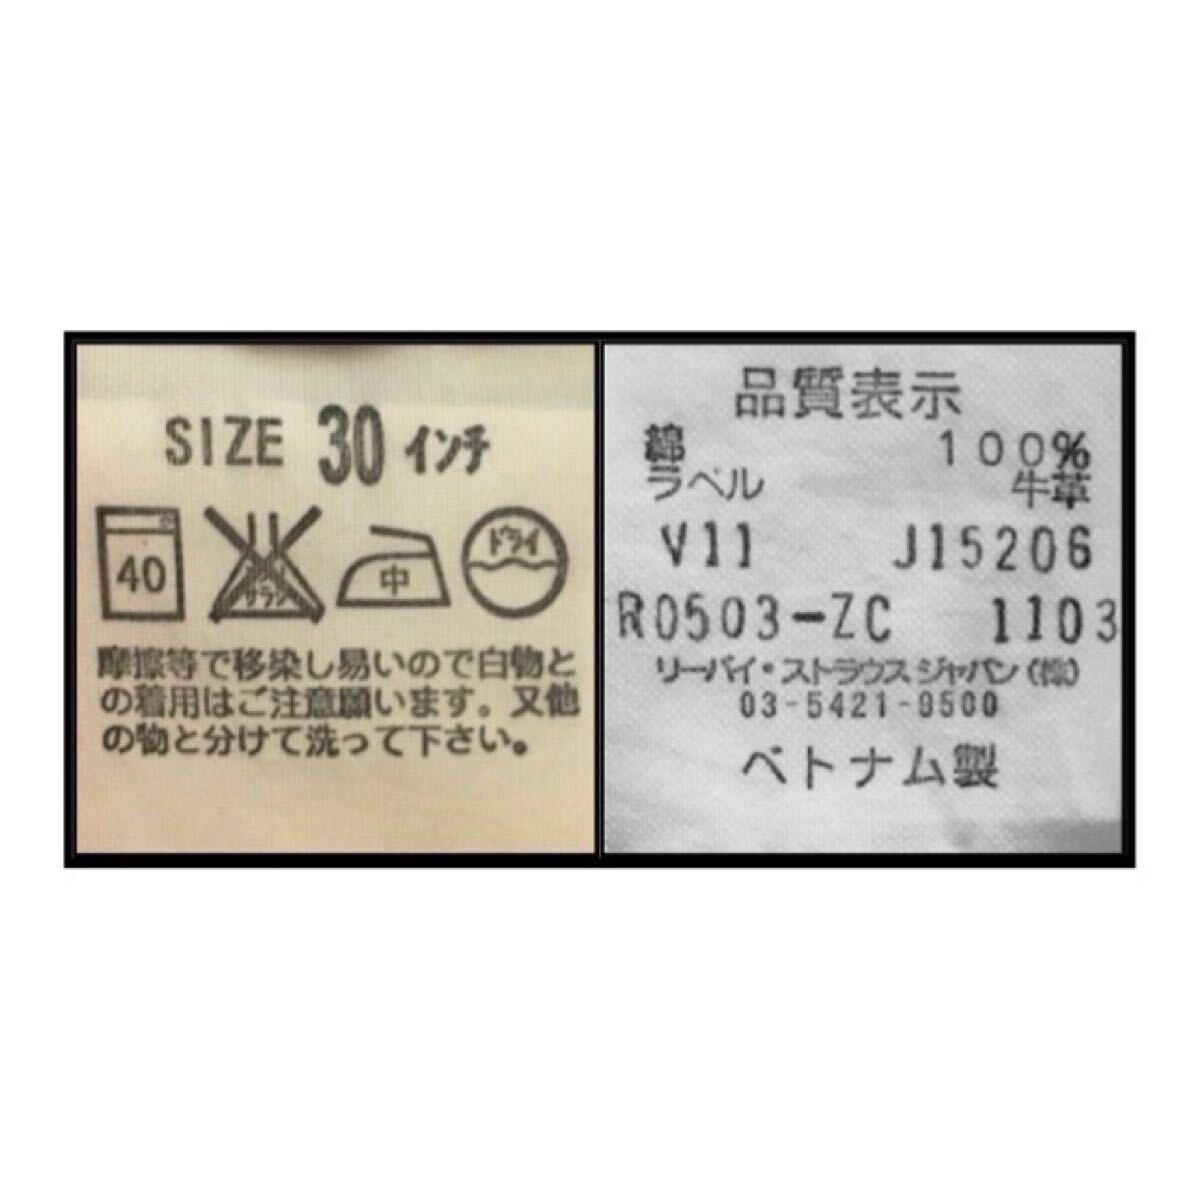 SIZE 30 インチ
40 エンソ サラシ 中 ドライ
摩擦等で移染し易いので白物と
の着用はご注意願います。又他
の物と分けて洗って下さい。
品質表示
綿 100%
ラベル 牛革
V11 J15206
R0503-ZC 1103
リーバイ・ストラウス ジャパン(株)
03-5421-9500
ベトナム製